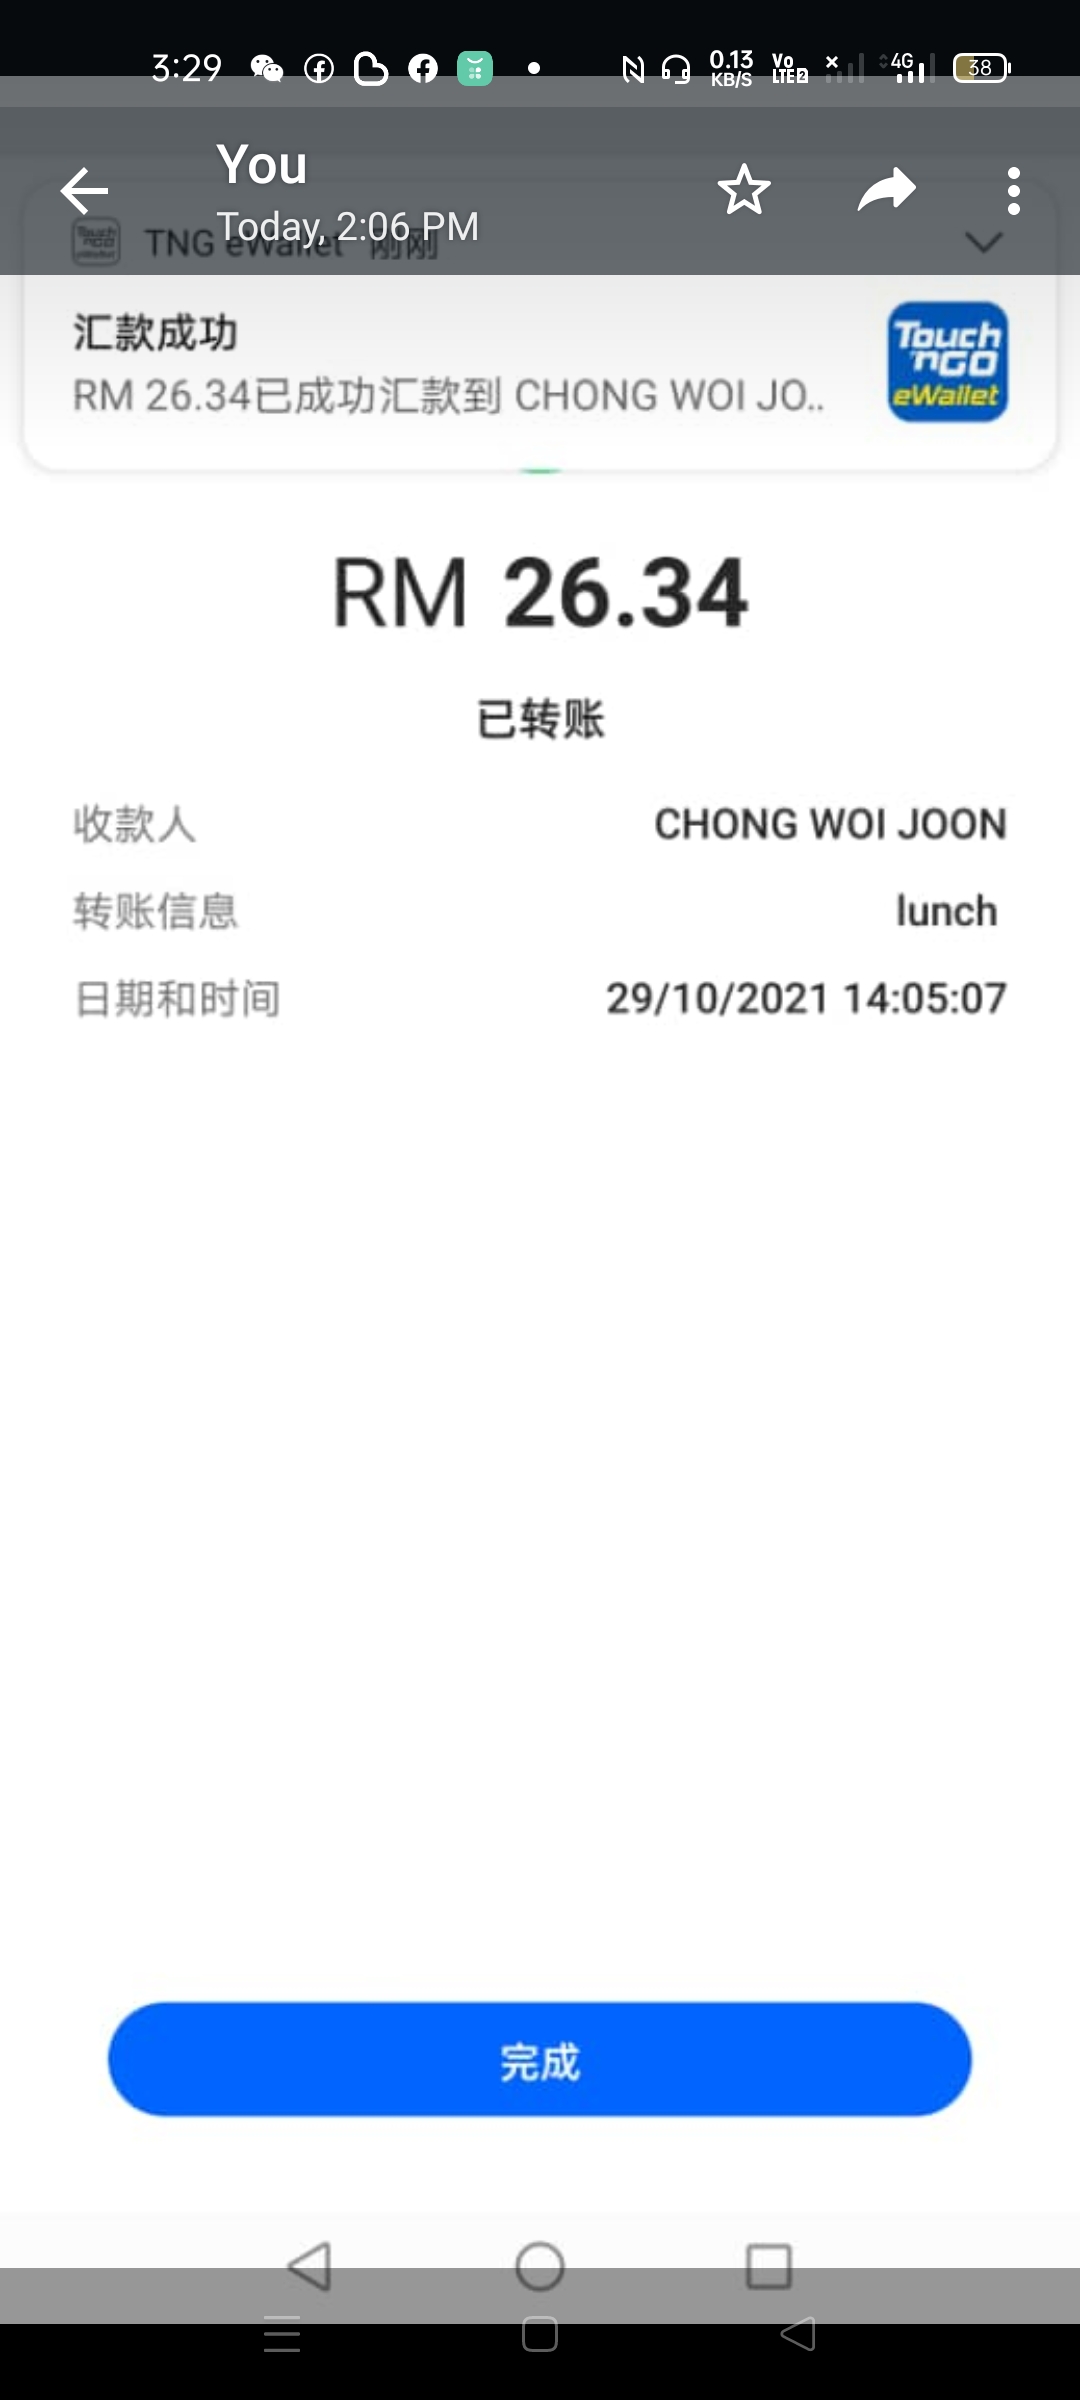 3:29
0.13 KB/S
Vo LTE2
4G
38
You
Today, 2:06 PM
TNG eWallet 刚刚
汇款成功
RM 26.34已成功汇款到 CHONG WOI JO..
Touch 'nGO eWallet
RM 26.34
已转账
收款人 CHONG WOI JOON
转账信息 lunch
日期和时间 29/10/2021 14:05:07
完成